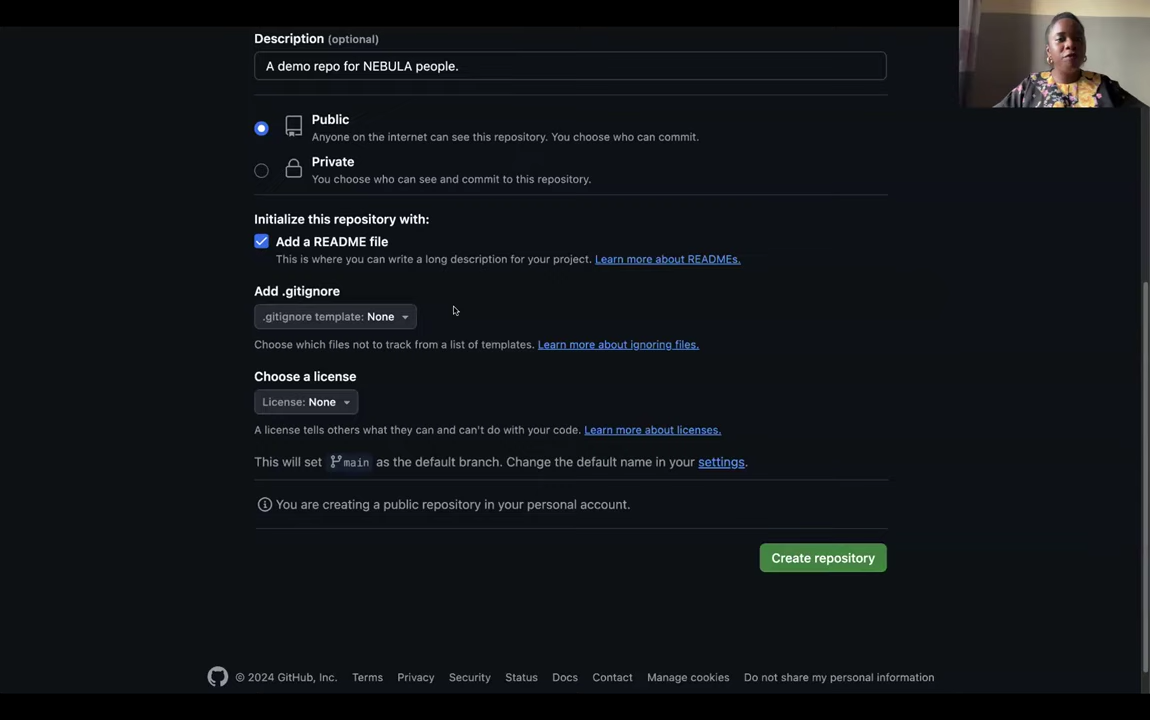 Description (optional)
A demo repo for NEBULA people.
Public
Anyone on the internet can see this repository. You choose who can commit.
Private
You choose who can see and commit to this repository.
Initialize this repository with:
Add a README file
This is where you can write a long description for your project. Learn more about READMEs.
Add .gitignore
.gitignore template: None
Choose which files not to track from a list of templates. Learn more about ignoring files.
Choose a license
License: None
A license tells others what they can and can't do with your code. Learn more about licenses.
This will set main as the default branch. Change the default name in your settings.
You are creating a public repository in your personal account.
Create repository
© 2024 GitHub, Inc. Terms Privacy Security Status Docs Contact Manage cookies Do not share my personal information